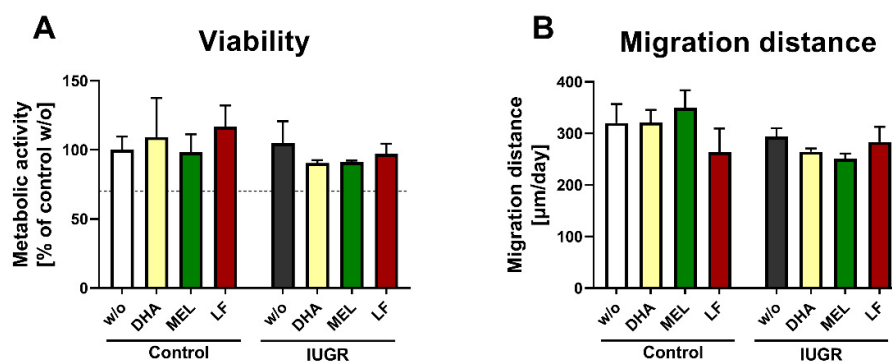 A
Viability
Metabolic activity
[% of control w/o]
150
100
50
0
w/o DHA MEL LF w/o DHA MEL LF
Control IUGR
B
Migration distance
Migration distance
[µm/day]
400
300
200
100
0
w/o DHA MEL LF w/o DHA MEL LF
Control IUGR